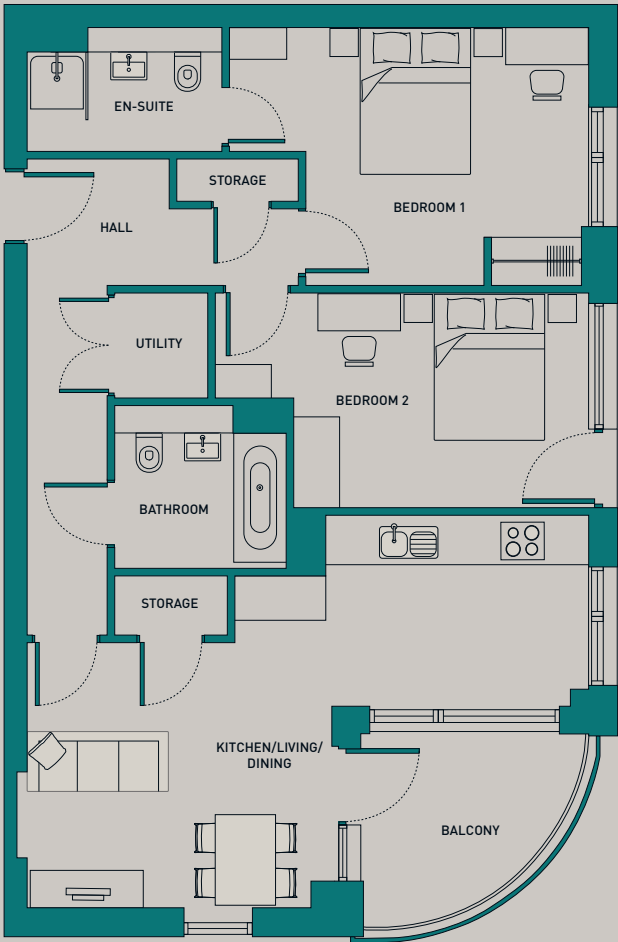 EN-SUITE
STORAGE
BEDROOM 1
HALL
UTILITY
BEDROOM 2
BATHROOM
STORAGE
KITCHEN/LIVING/
DINING
BALCONY